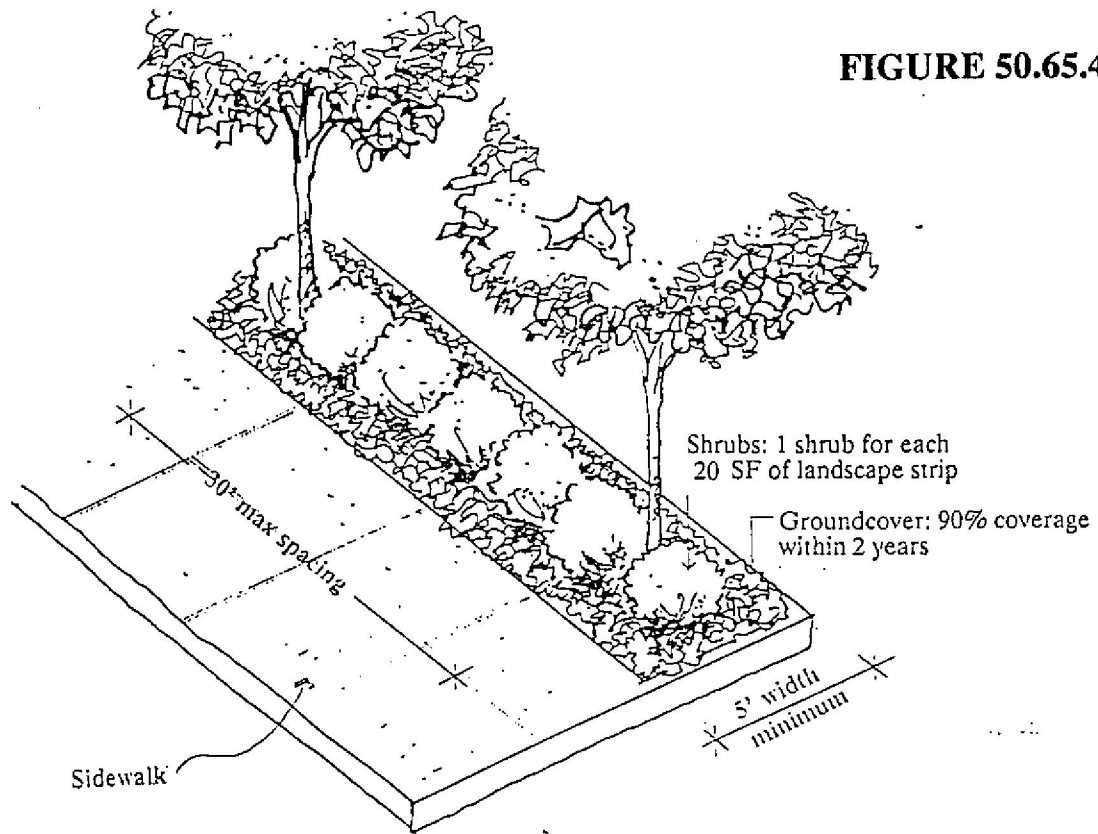 FIGURE 50.65.4
Shrubs: 1 shrub for each
20 SF of landscape strip
Groundcover: 90% coverage
within 2 years
max spacing
5' width
minimum
Sidewalk